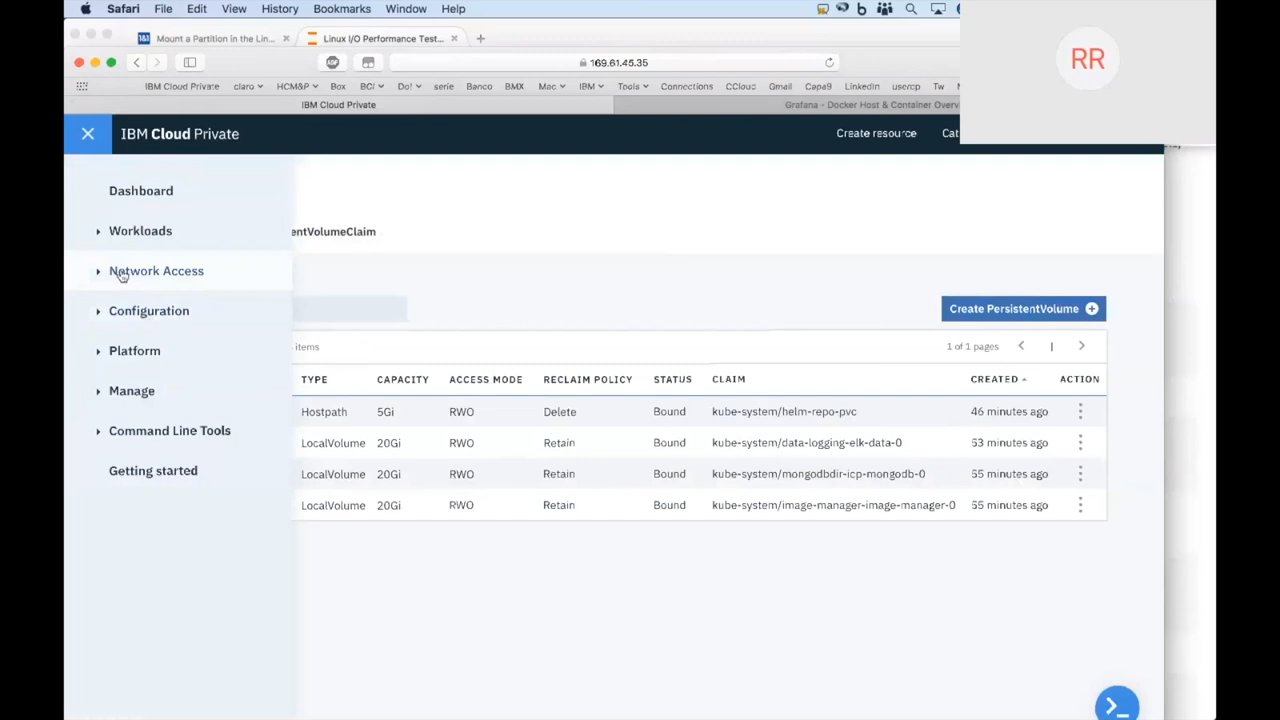 Safari File Edit View History Bookmarks Window Help
RR
1&1 Mount a Partition in the Lin... × Linux I/O Performance Test... × +
ABP 169.61.45.35
IBM Cloud Private claro HCM&P Box BC/ Do! serie Banco BMX Mac IBM Tools Connections CCloud Gmail Capa9 LinkedIn usercp Tw
IBM Cloud Private Grafana - Docker Host & Container Overv
IBM Cloud Private Create resource Cat
Dashboard
Workloads
entVolumeClaim
Network Access
Configuration
Create PersistentVolume
Platform
items 1 of 1 pages
TYPE CAPACITY ACCESS MODE RECLAIM POLICY STATUS CLAIM CREATED ACTION
Manage
Hostpath 5Gi RWO Delete Bound kube-system/helm-repo-pvc 46 minutes ago
Command Line Tools
LocalVolume 20Gi RWO Retain Bound kube-system/data-logging-elk-data-0 53 minutes ago
Getting started
LocalVolume 20Gi RWO Retain Bound kube-system/mongodbdir-icp-mongodb-0 55 minutes ago
LocalVolume 20Gi RWO Retain Bound kube-system/image-manager-image-manager-0 55 minutes ago